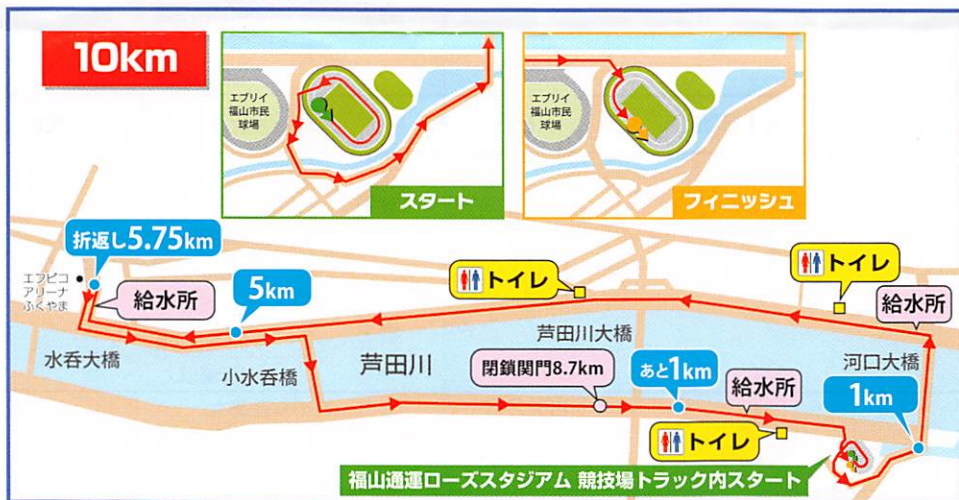 10km
エブリイ
福山市民
球場
スタート
エブリイ
福山市民
球場
フィニッシュ
折返し5.75km
エフピコ
アリーナ
ふくやま
給水所
5km
トイレ
トイレ
給水所
水呑大橋
小水呑橋
芦田川
芦田川大橋
河口大橋
閉鎖関門8.7km
あと1km
給水所
1km
トイレ
福山通運ローズスタジアム 競技場トラック内スタート